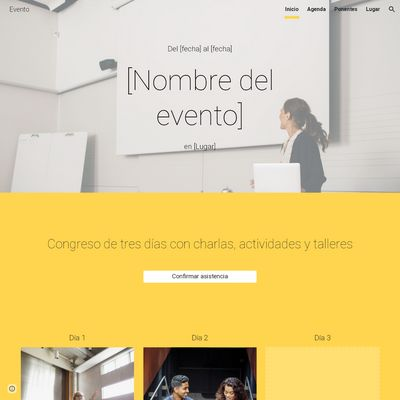 Evento
Inicio
Agenda
Ponentes
Lugar
Del [fecha] al [fecha]
[Nombre del
evento]
en [Lugar]
Congreso de tres días con charlas, actividades y talleres
Confirmar asistencia
Día 1
Día 2
Día 3